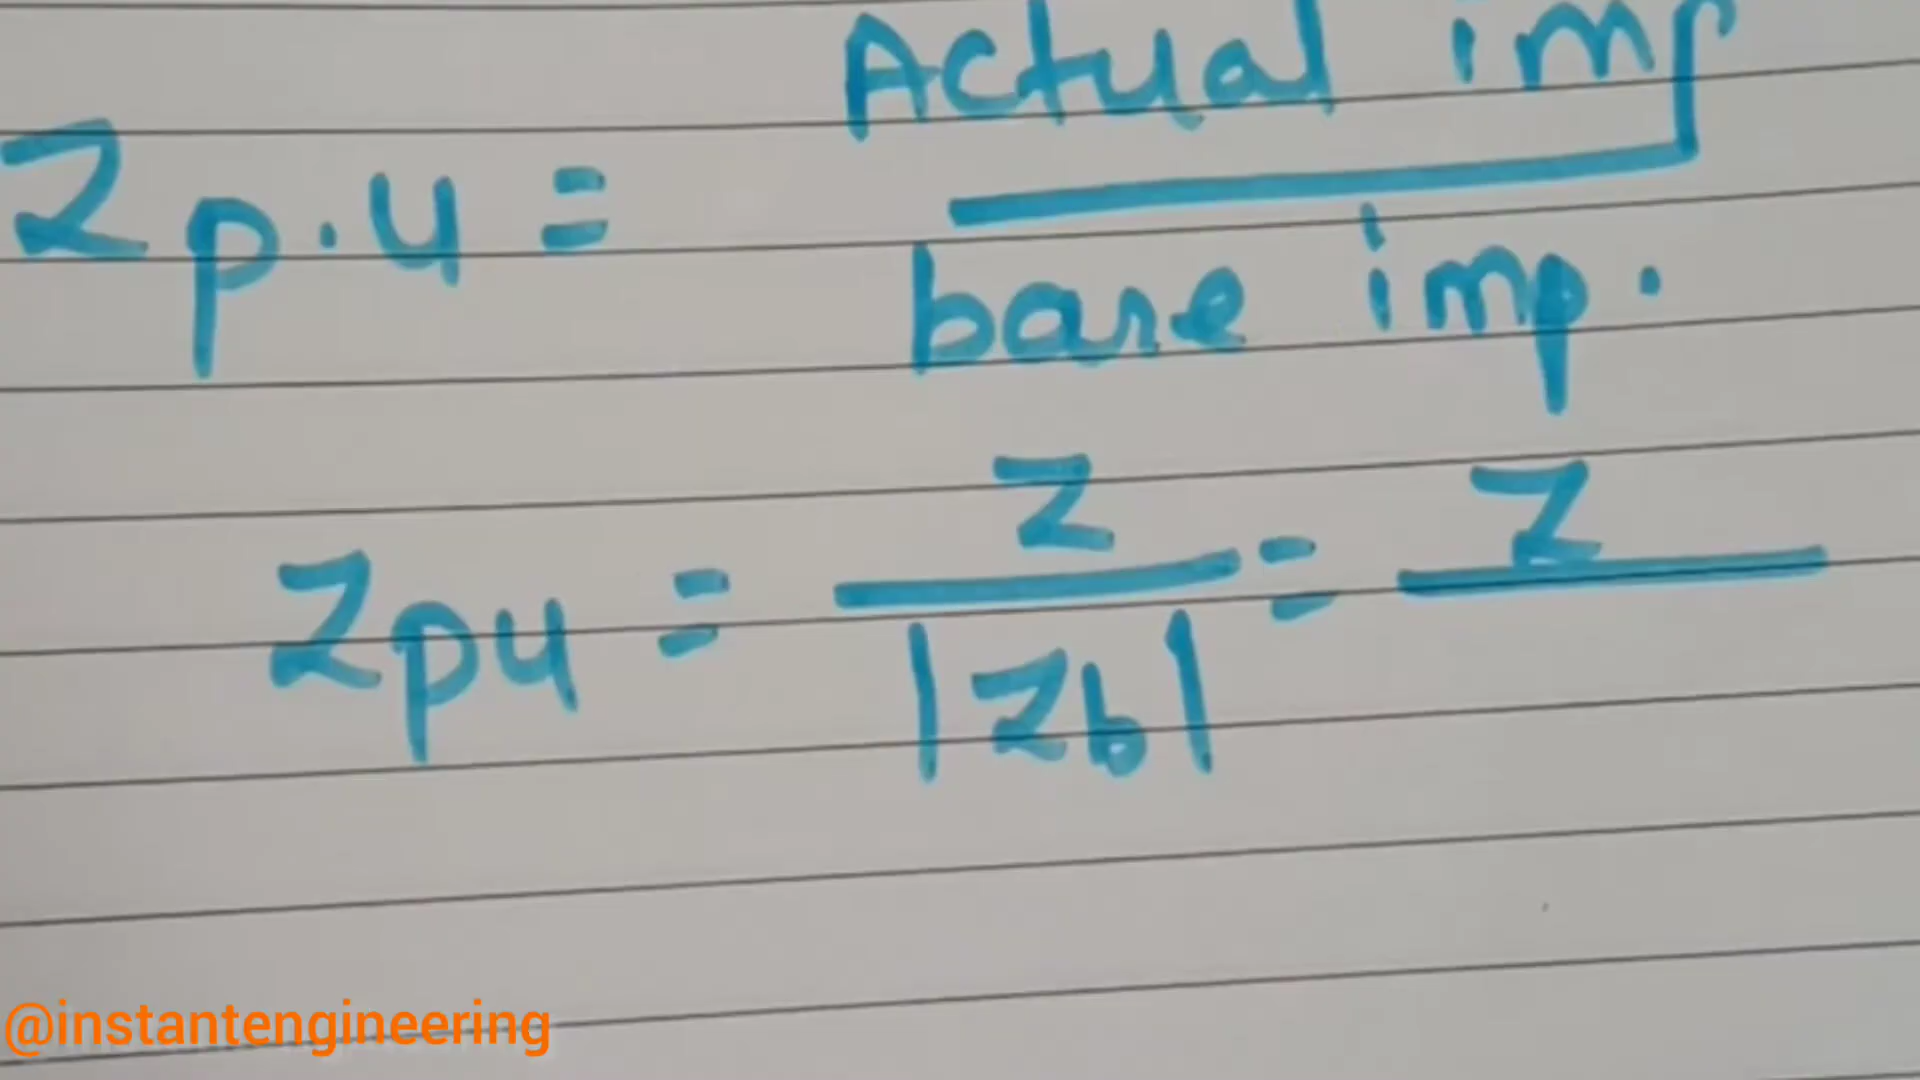 Actual imp
Zp.u =
base imp.
Z Z
Zpu = =
|Zb|
@instantengineering